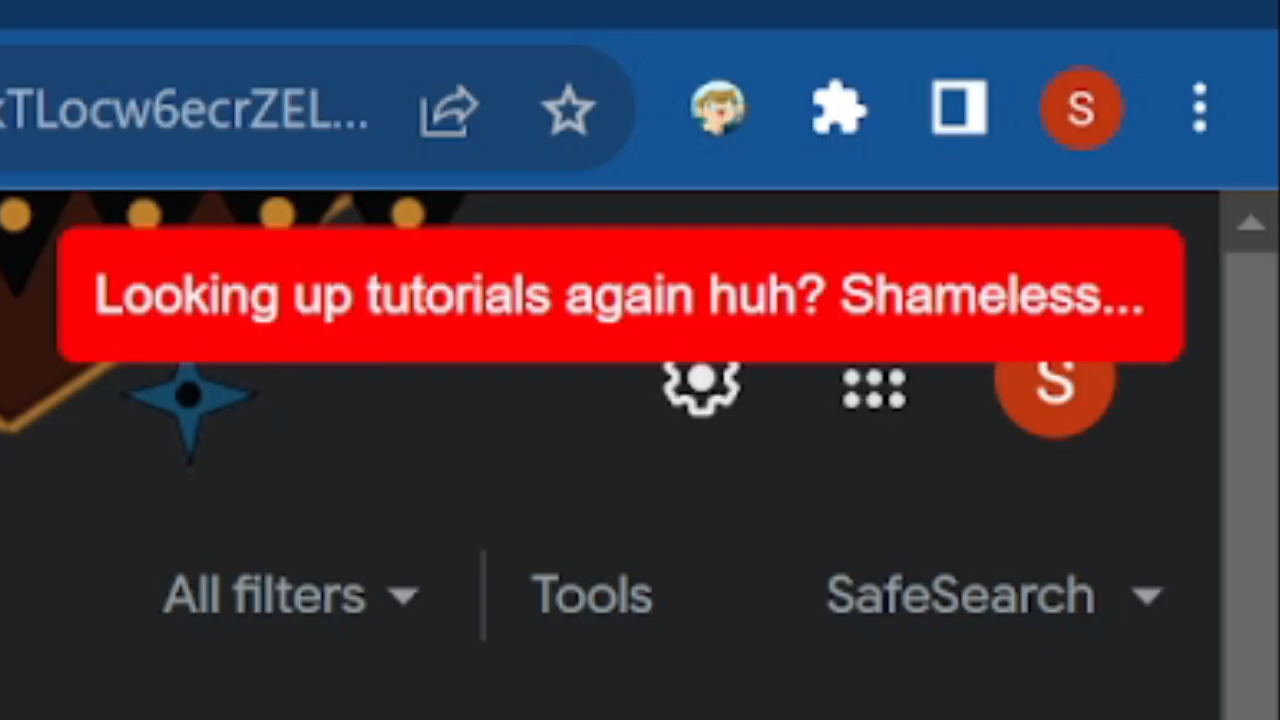 TLocw6ecrZEL...
S
Looking up tutorials again huh? Shameless...
S
All filters
Tools
SafeSearch